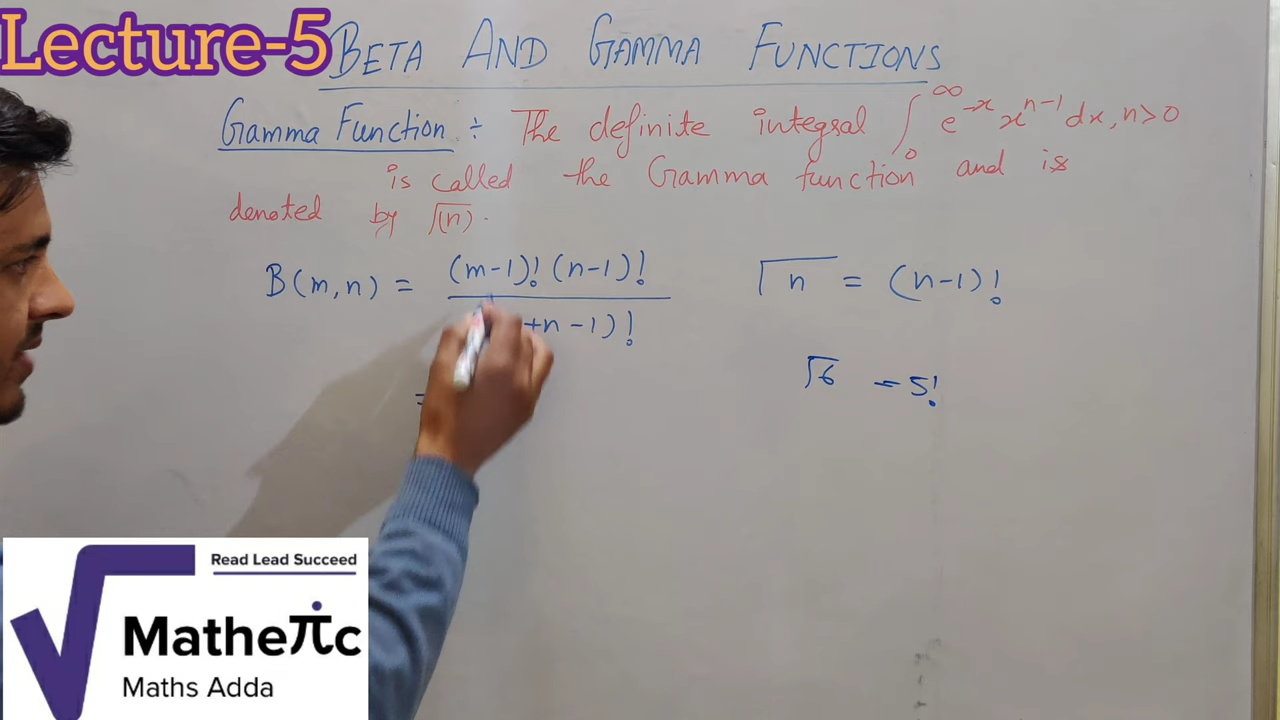 Lecture-5
BETA AND GAMMA FUNCTIONS
Gamma Function ÷ The definite integral ∫₀^∞ e^{-x} x^{n-1} dx, n>0
is called the Gamma function and is
denoted by Γ(n).
B(m,n) = (m-1)! (n-1)!
+n-1)!
Γn = (n-1)!
Γ6 = 5!
=
Read Lead Succeed
Matheπc
Maths Adda